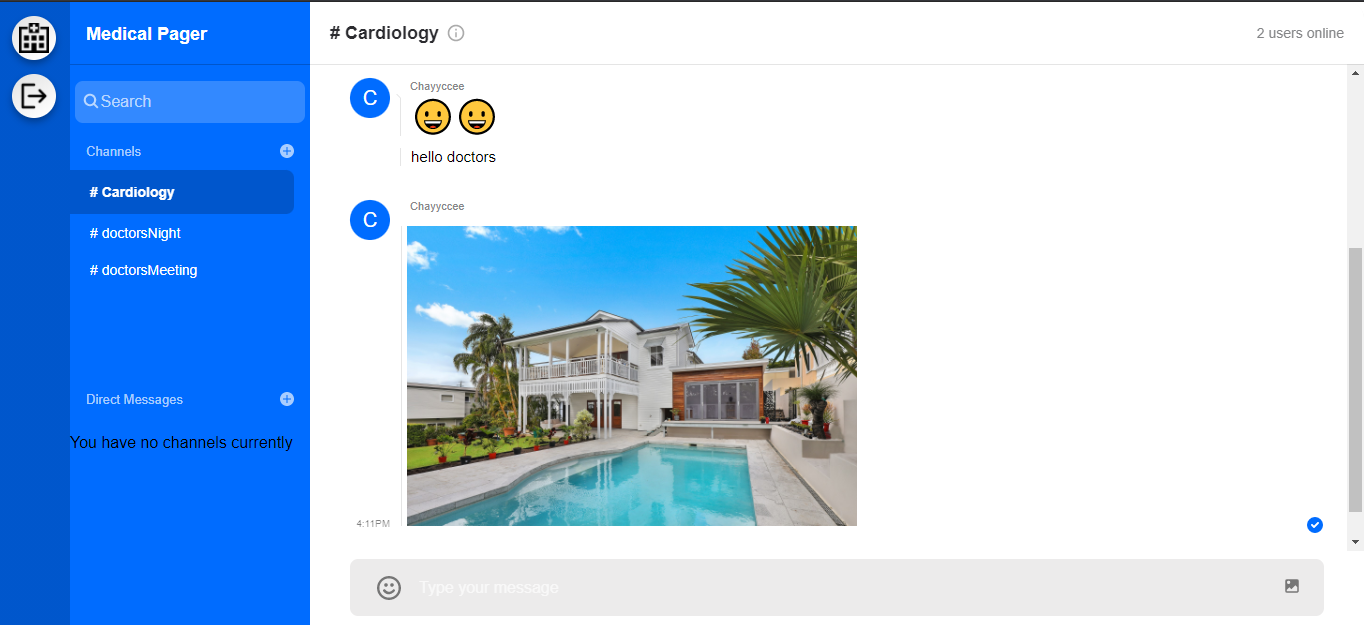 Medical Pager
Search
Channels
# Cardiology
# doctorsNight
# doctorsMeeting
Direct Messages
You have no channels currently
# Cardiology
2 users online
C
Chayyccee
hello doctors
C
Chayyccee
4:11PM
Type your message